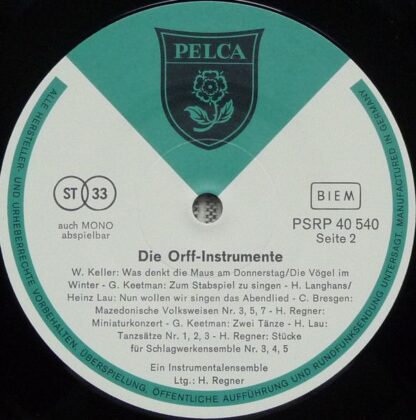 PELCA
ST 33
auch MONO
abspielbar
BIEM
PSRP 40 540
Seite 2
Die Orff-Instrumente
W. Keller: Was denkt die Maus am Donnerstag/Die Vögel im
Winter - G. Keetman: Zum Stabspiel zu singen - H. Langhans/
Heinz Lau: Nun wollen wir singen das Abendlied - C. Bresgen:
Mazedonische Volksweisen Nr. 3, 5, 7 - H. Regner:
Miniaturkonzert - G. Keetman: Zwei Tänze - H. Lau:
Tanzsätze Nr. 1, 2, 3 - H. Regner: Stücke
für Schlagwerkensemble Nr. 3, 4, 5
Ein Instrumentalensemble
Ltg.: H. Regner
ALLE HERSTELLER- UND URHEBERRECHTE VORBEHALTEN. ÜBERSPIELUNG, ÖFFENTLICHE AUFFÜHRUNG UND RUNDFUNKSENDUNG UNTERSAGT. MANUFACTURED IN GERMANY